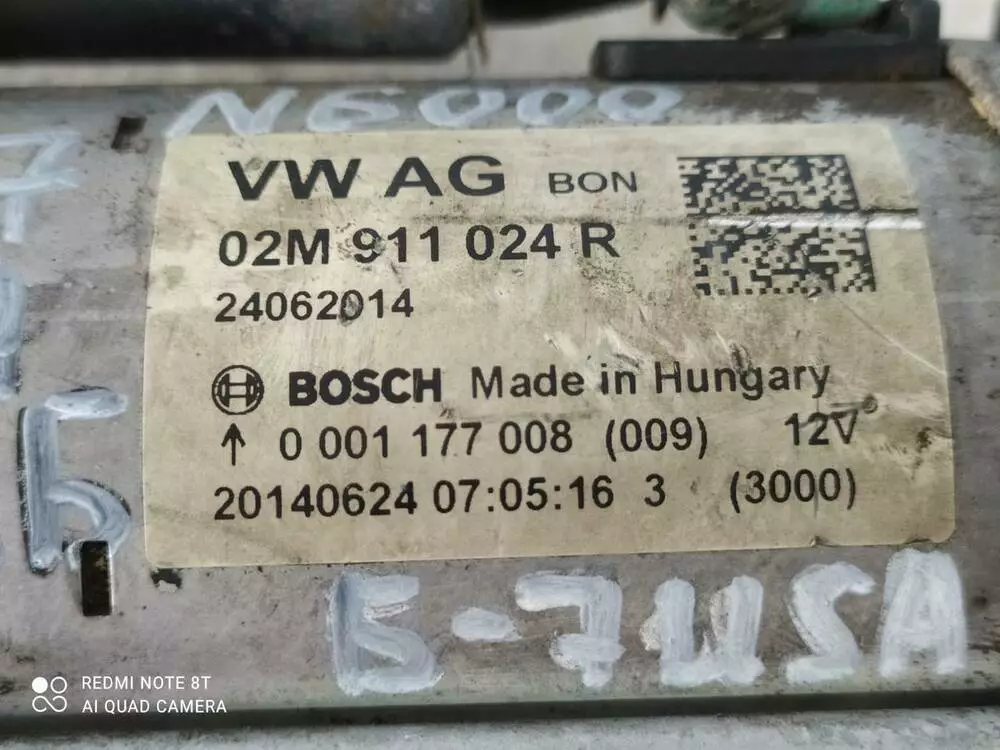 N6000
VW AG BON
02M 911 024 R
24062014
BOSCH Made in Hungary
↑ 0 001 177 008 (009) 12V
20140624 07:05:16 3 (3000)
Б-7USA
REDMI NOTE 8T
AI QUAD CAMERA